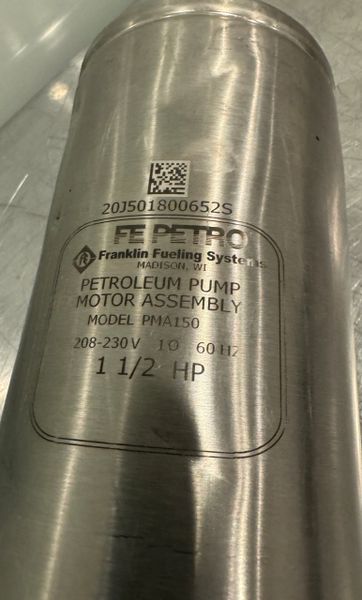 20J501800652S
FE PETRO
Franklin Fueling Systems
MADISON, WI
PETROLEUM PUMP
MOTOR ASSEMBLY
MODEL PMA150
208-230 V 1Ø 60 HZ
1 1/2 HP